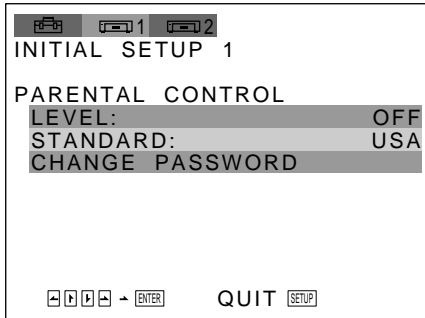 1 2
INITIAL SETUP 1
PARENTAL CONTROL
LEVEL: OFF
STANDARD: USA
CHANGE PASSWORD
ENTER QUIT SETUP